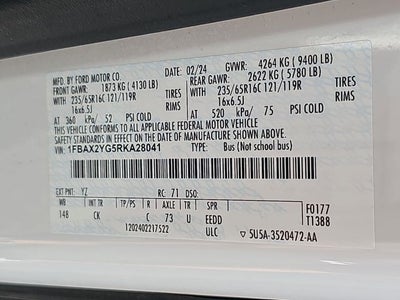 MFD. BY FORD MOTOR CO.
DATE: 02/24 GVWR: 4264 KG ( 9400 LB)
FRONT GAWR: 1873 KG ( 4130 LB) REAR GAWR: 2622 KG ( 5780 LB)
WITH 235/65R16C 121/119R TIRES WITH 235/65R16C 121/119R TIRES
16x6.5J RIMS 16x6.5J RIMS
AT 360 kPa/ 52 PSI COLD AT 520 kPa/ 75 PSI COLD
THIS VEHICLE CONFORMS TO ALL APPLICABLE FEDERAL MOTOR VEHICLE
SAFETY STANDARDS IN EFFECT ON THE DATE OF MANUFACTURE SHOWN ABOVE.
VIN: 1FBAX2YG5RKA28041 TYPE: Bus (Not school bus)
EXT PNT: YZ RC: 71 DSO:
WB INT TR TP/PS R AXLE TR
148 CK C 73 U EEDD
1202402217522 ULC
F0177
T1388
5U5A-3520472-AA